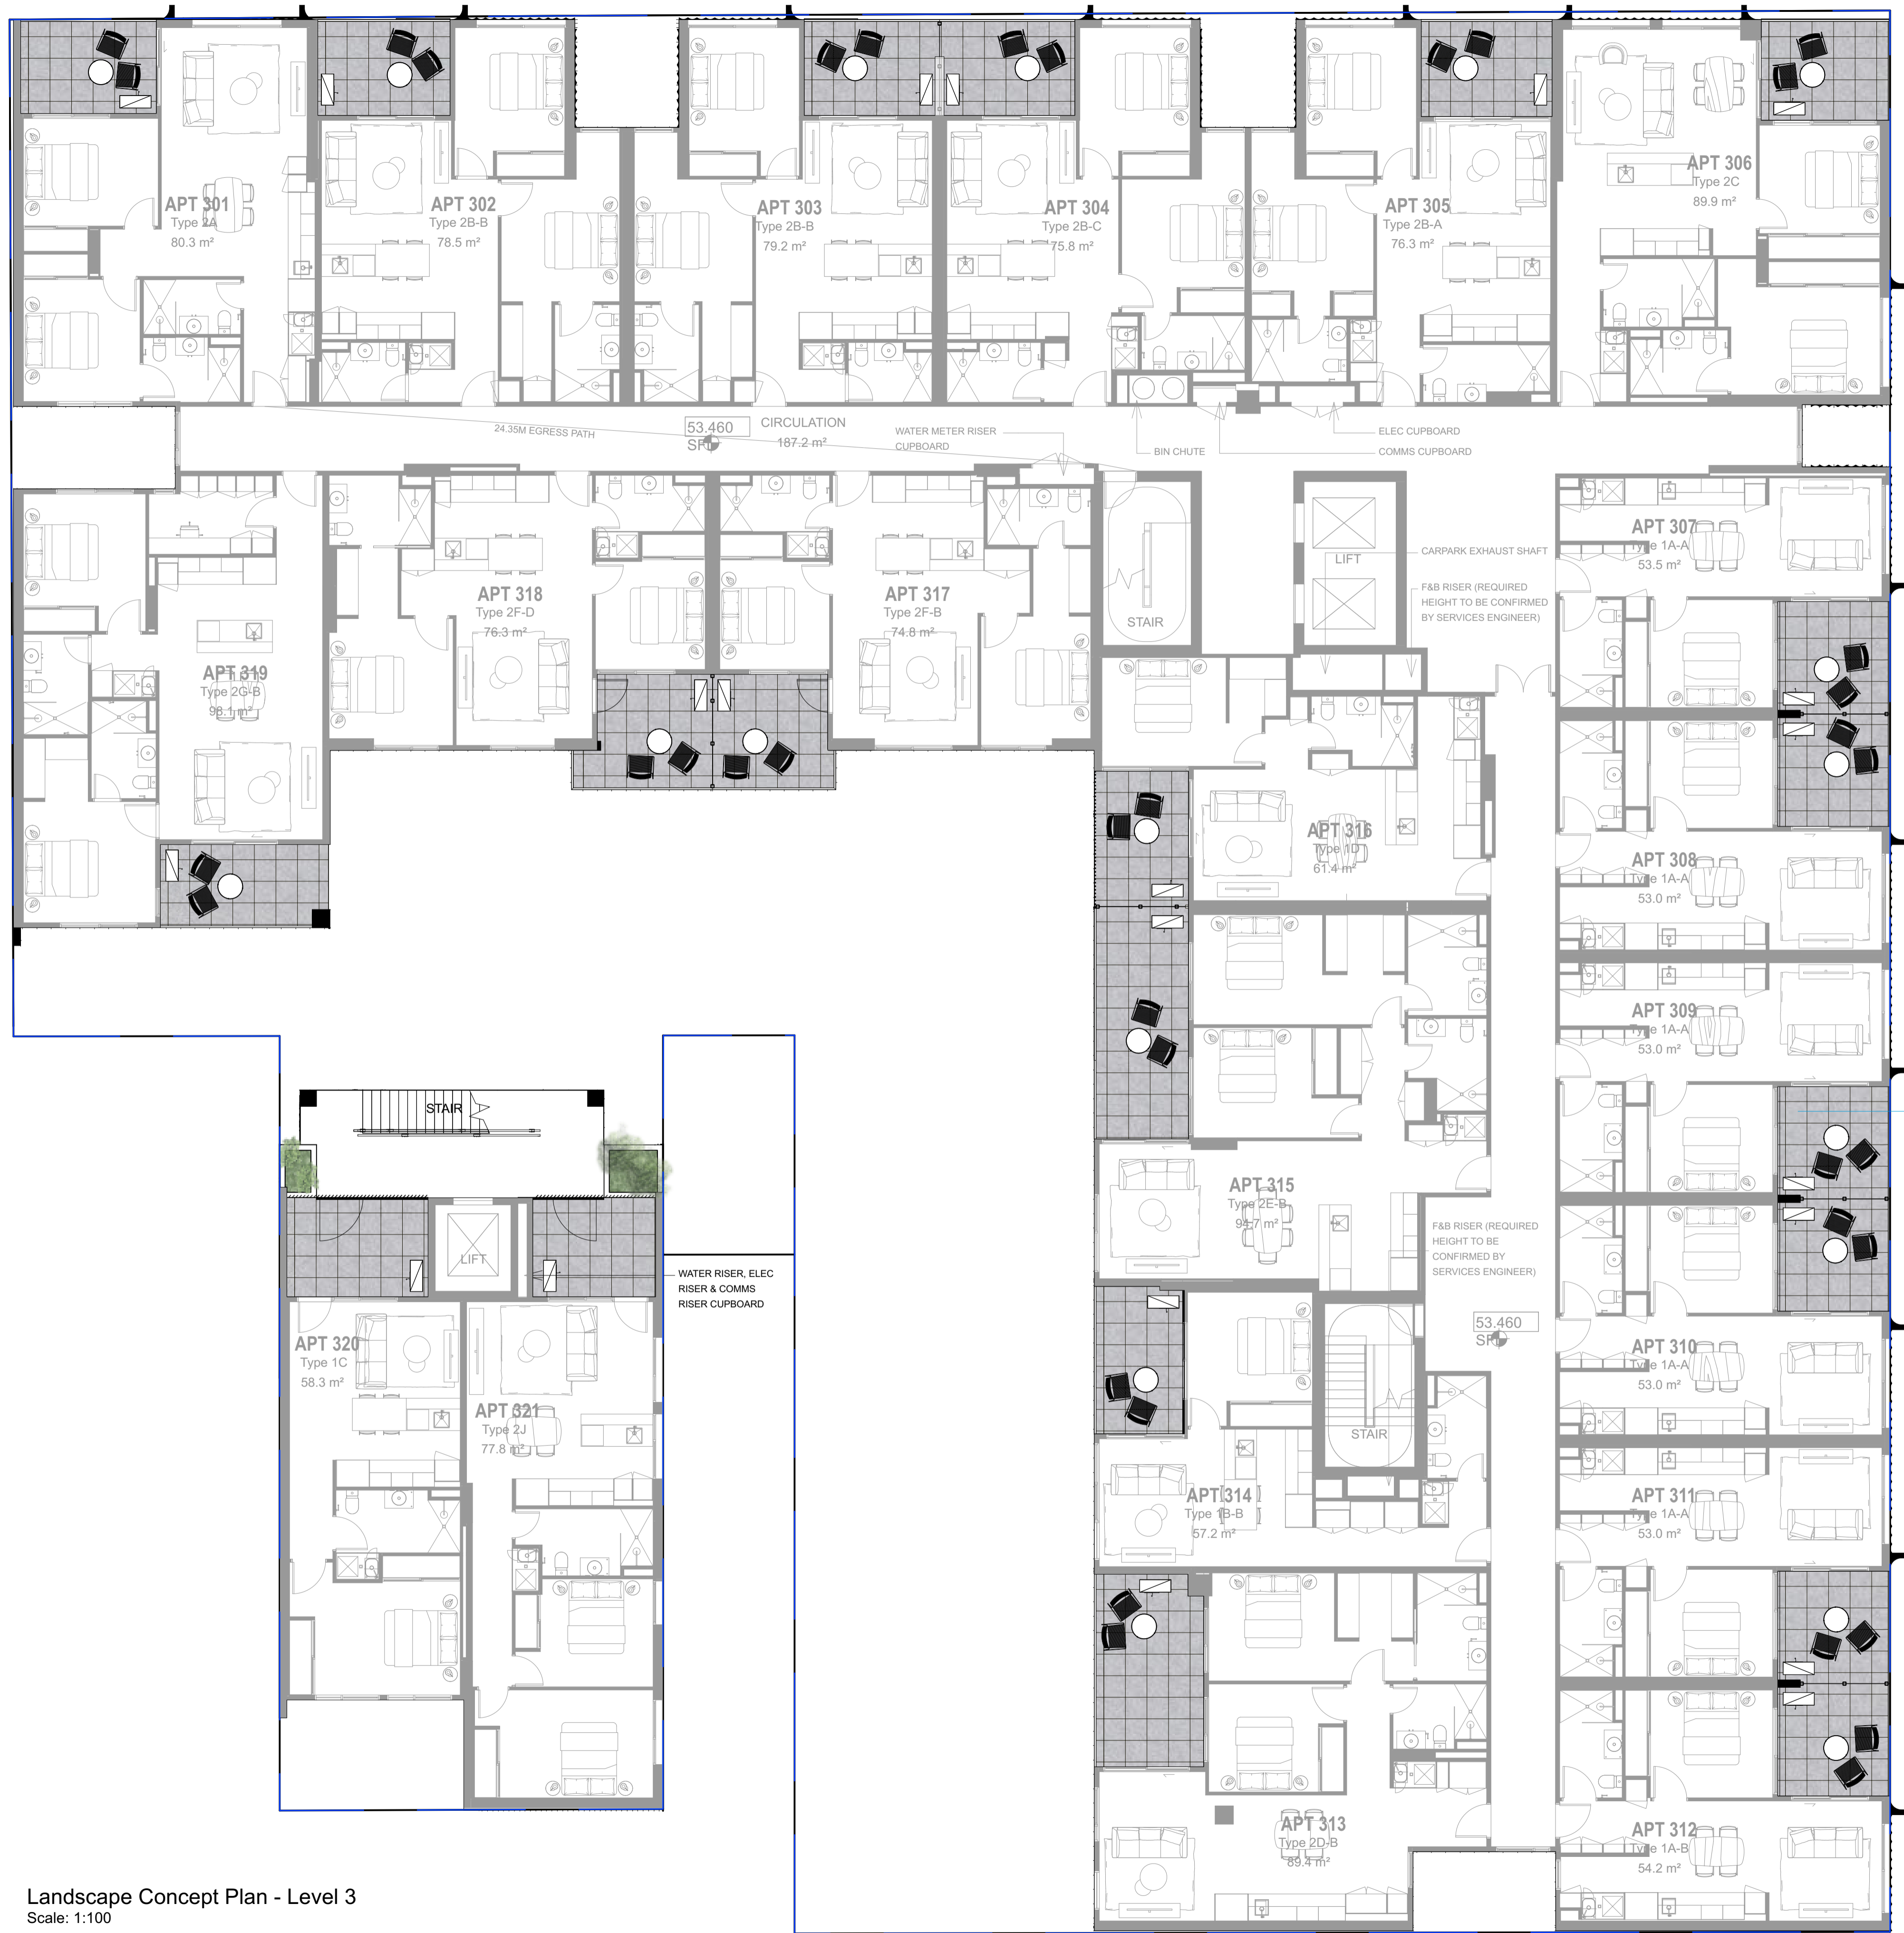 APT 301
Type 2A
80.3 m²
APT 302
Type 2B-B
78.5 m²
APT 303
Type 2B-B
79.2 m²
APT 304
Type 2B-C
75.8 m²
APT 305
Type 2B-A
76.3 m²
APT 306
Type 2C
89.9 m²
24.35M EGRESS PATH
53.460
SFL
CIRCULATION
187.2 m²
WATER METER RISER
CUPBOARD
BIN CHUTE
ELEC CUPBOARD
COMMS CUPBOARD
APT 307
Type 1A-A
53.5 m²
CARPARK EXHAUST SHAFT
LIFT
F&B RISER (REQUIRED
HEIGHT TO BE CONFIRMED
BY SERVICES ENGINEER)
STAIR
APT 318
Type 2F-D
76.3 m²
APT 317
Type 2F-B
74.8 m²
APT 319
Type 2G-B
98.1 m²
APT 316
Type 1D
61.4 m²
APT 308
Type 1A-A
53.0 m²
APT 309
Type 1A-A
53.0 m²
STAIR
APT 315
Type 2E-B
94.7 m²
F&B RISER (REQUIRED
HEIGHT TO BE
CONFIRMED BY
SERVICES ENGINEER)
LIFT
WATER RISER, ELEC
RISER & COMMS
RISER CUPBOARD
53.460
SFL
APT 320
Type 1C
58.3 m²
APT 310
Type 1A-A
53.0 m²
APT 321
Type 2J
77.8 m²
STAIR
APT 314
Type 1B-B
57.2 m²
APT 311
Type 1A-A
53.0 m²
APT 313
Type 2D-B
89.4 m²
APT 312
Type 1A-B
54.2 m²
Landscape Concept Plan - Level 3
Scale: 1:100